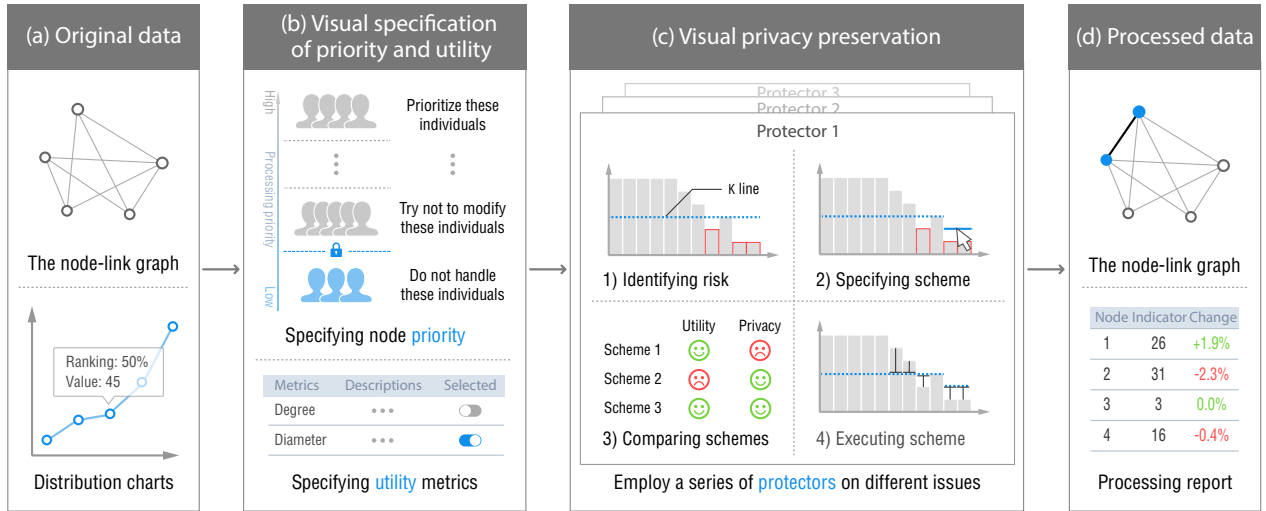 (a) Original data
The node-link graph
Ranking: 50%
Value: 45
Distribution charts
(b) Visual specification
of priority and utility
High
Processing priority
Low
Prioritize these
individuals
Try not to modify
these individuals
Do not handle
these individuals
Specifying node priority
Metrics Descriptions Selected
Degree
Diameter
Specifying utility metrics
(c) Visual privacy preservation
Protector 3
Protector 2
Protector 1
K line
1) Identifying risk
2) Specifying scheme
Utility Privacy
Scheme 1
Scheme 2
Scheme 3
3) Comparing schemes
4) Executing scheme
Employ a series of protectors on different issues
(d) Processed data
The node-link graph
Node Indicator Change
1 26 +1.9%
2 31 -2.3%
3 3 0.0%
4 16 -0.4%
Processing report